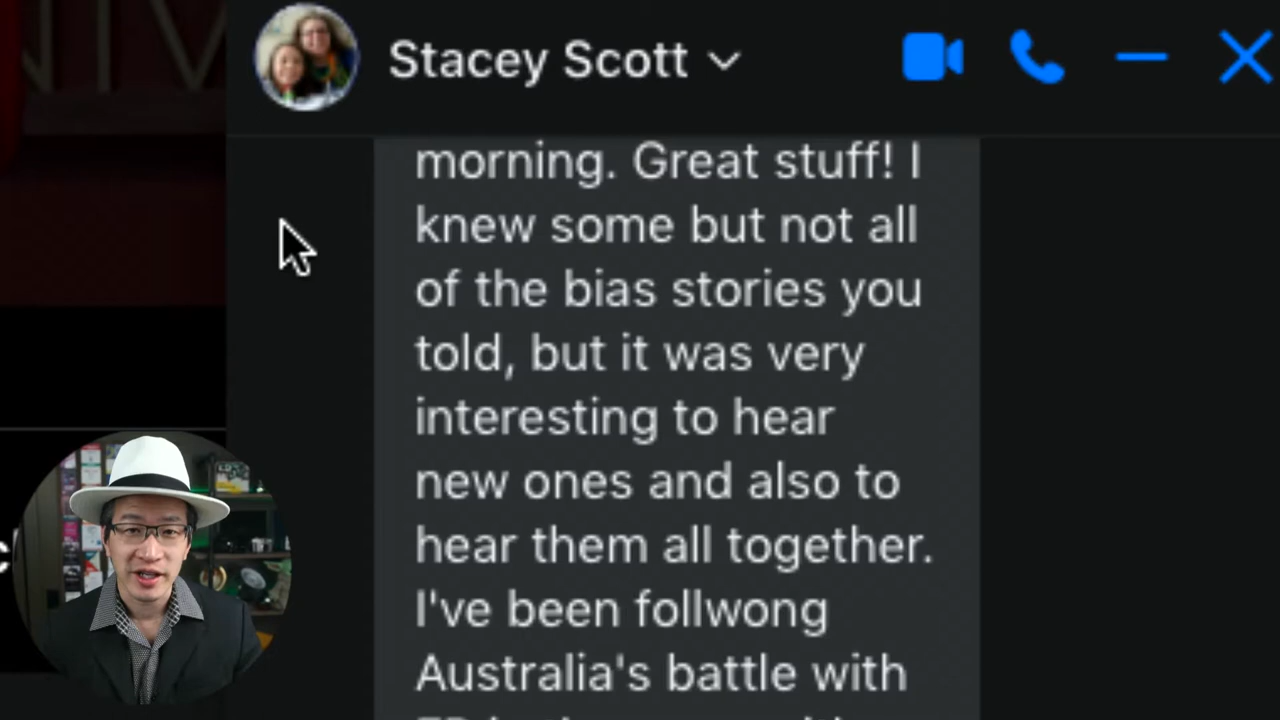 Stacey Scott
morning. Great stuff! I
knew some but not all
of the bias stories you
told, but it was very
interesting to hear
new ones and also to
hear them all together.
I've been follwong
Australia's battle with